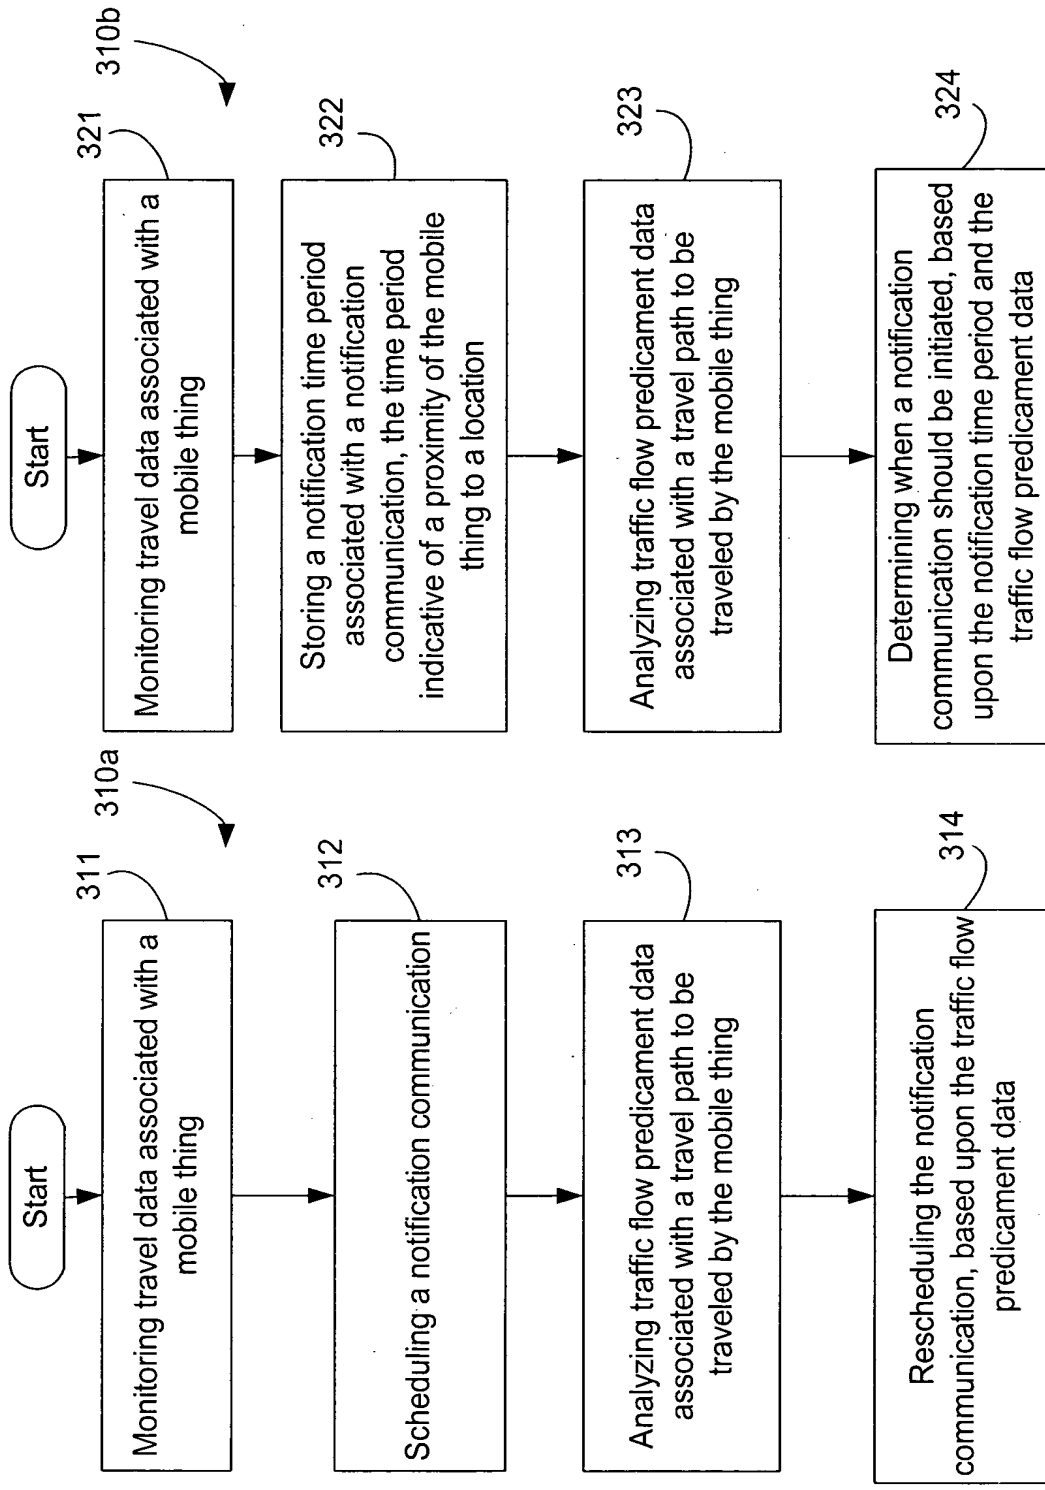 Start
310a
311
Monitoring travel data associated with a
mobile thing
312
Scheduling a notification communication
313
Analyzing traffic flow predicament data
associated with a travel path to be
traveled by the mobile thing
314
Rescheduling the notification
communication, based upon the traffic flow
predicament data
Start
310b
321
Monitoring travel data associated with a
mobile thing
322
Storing a notification time period
associated with a notification
communication, the time period
indicative of a proximity of the mobile
thing to a location
323
Analyzing traffic flow predicament data
associated with a travel path to be
traveled by the mobile thing
324
Determining when a notification
communication should be initiated, based
upon the notification time period and the
traffic flow predicament data